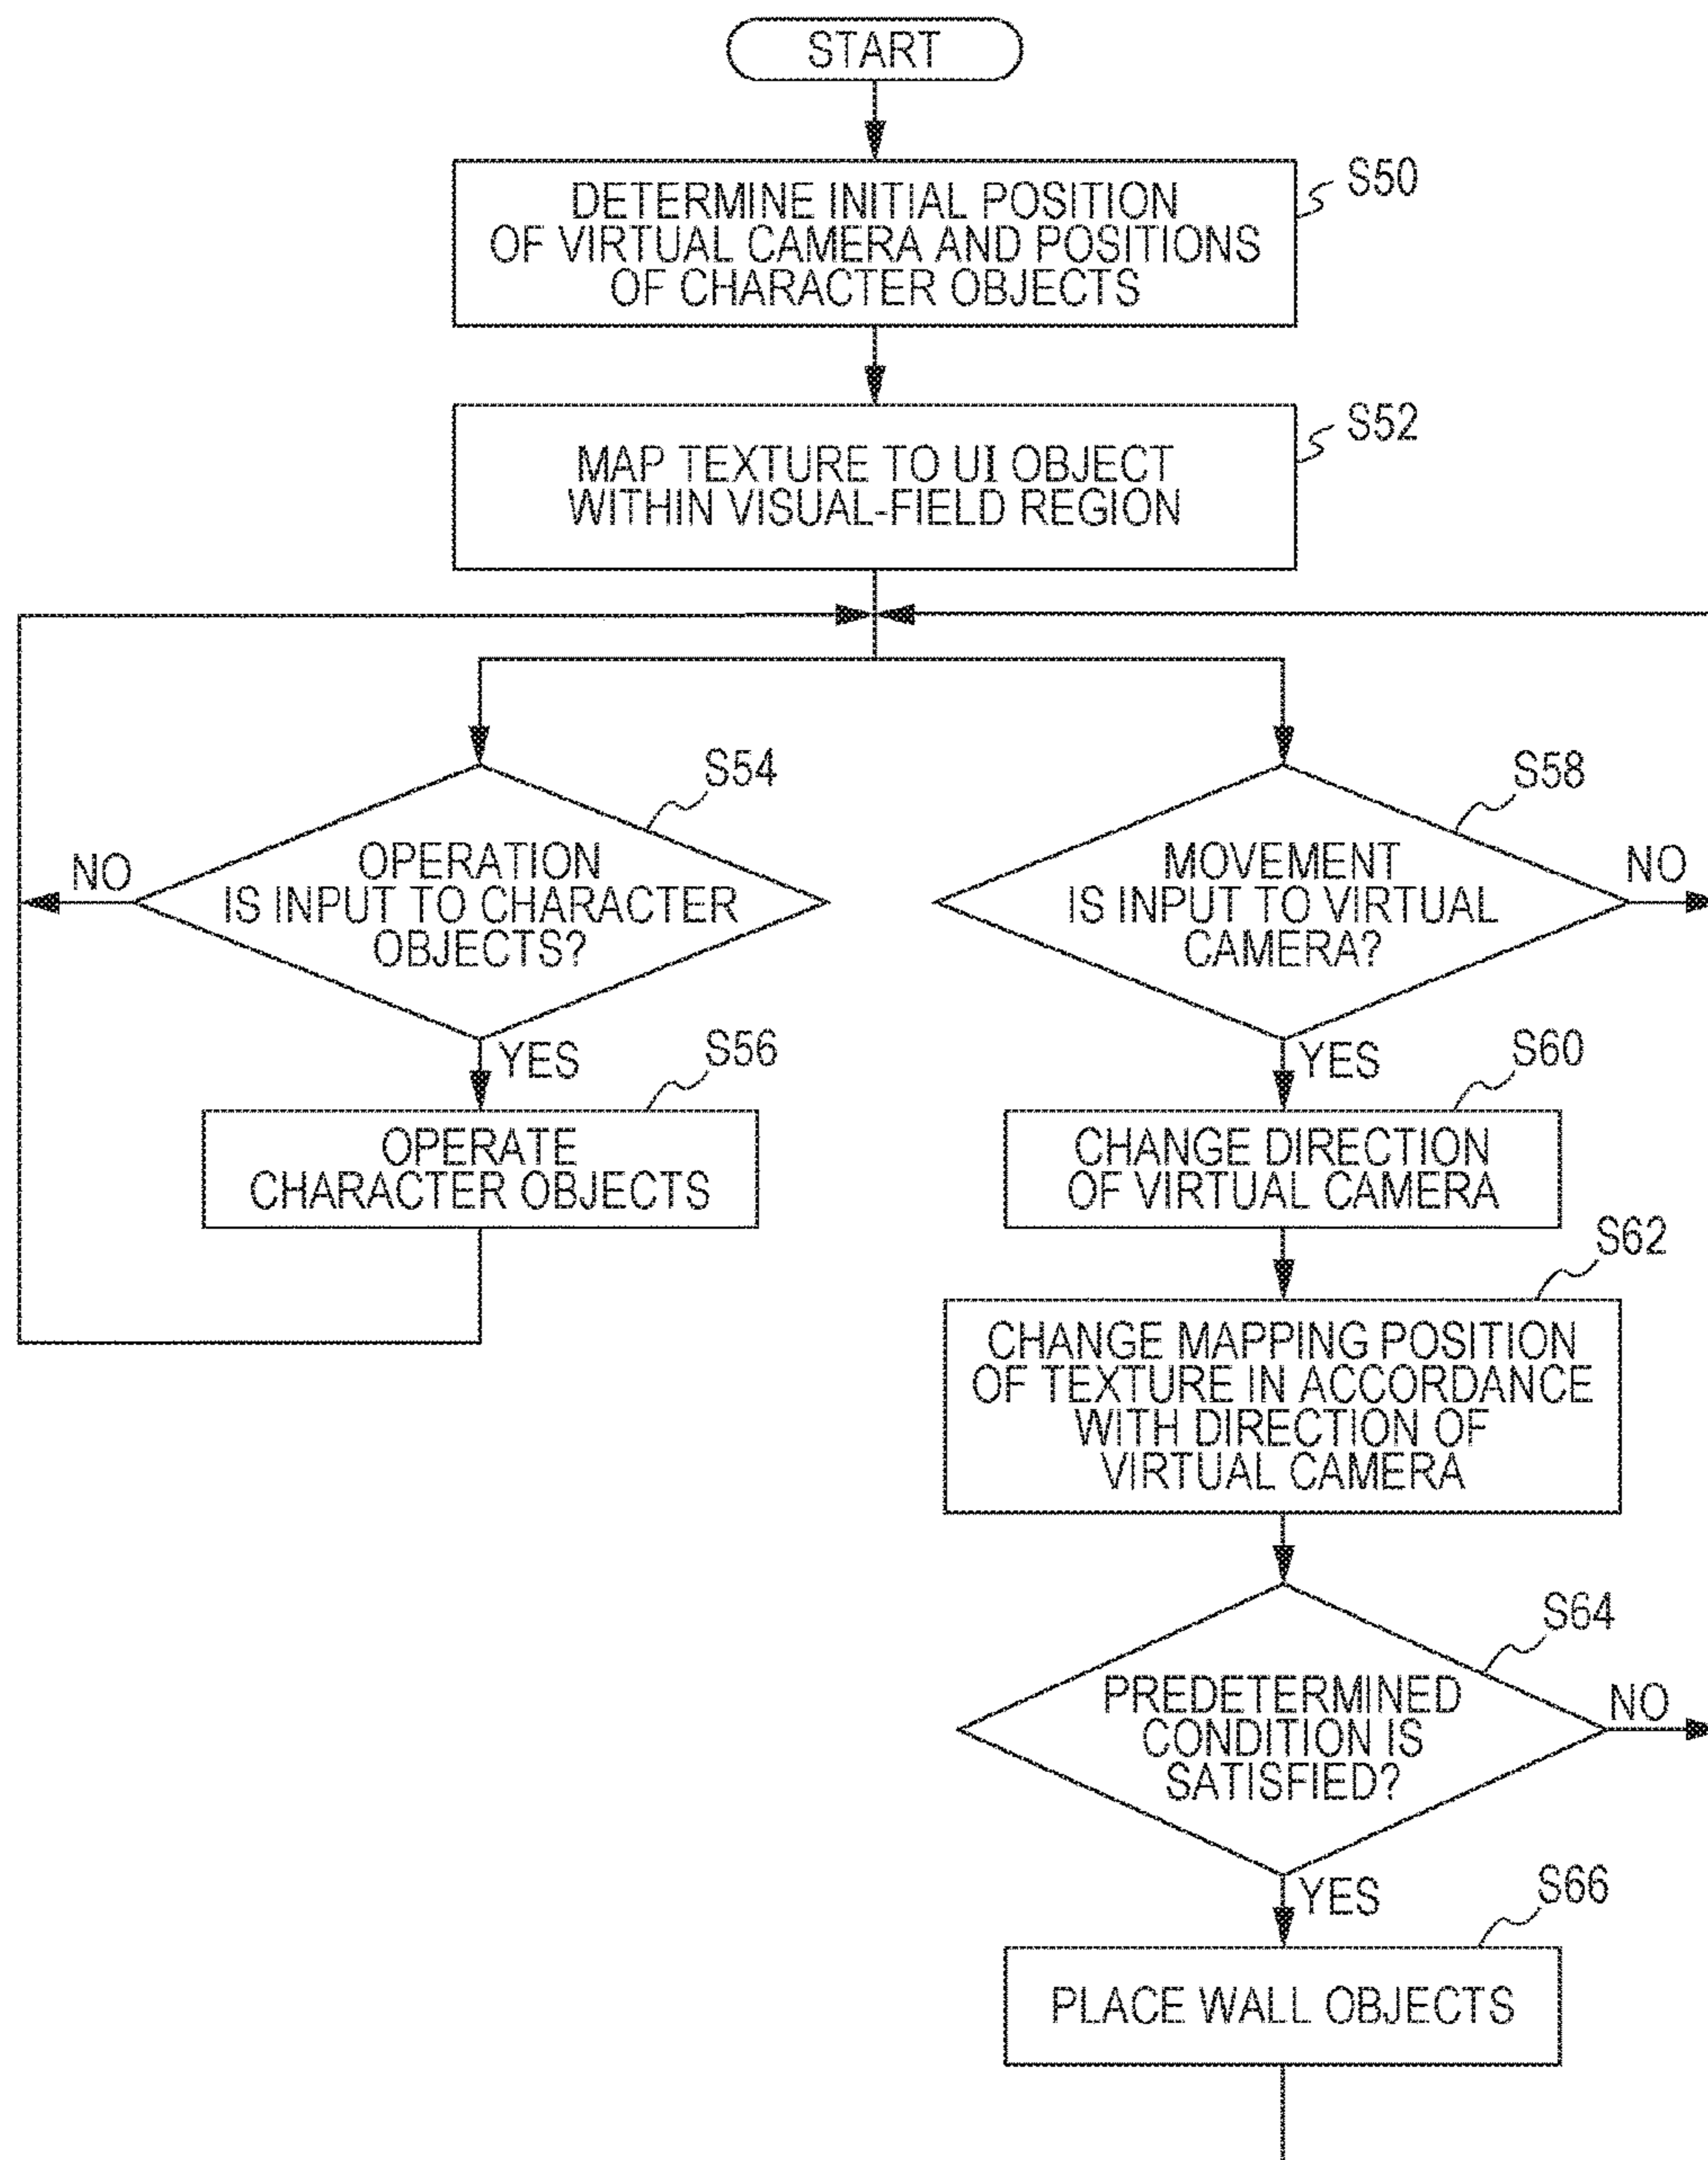 START
DETERMINE INITIAL POSITION
OF VIRTUAL CAMERA AND POSITIONS
OF CHARACTER OBJECTS
S50
MAP TEXTURE TO UI OBJECT
WITHIN VISUAL-FIELD REGION
S52
S54
OPERATION
IS INPUT TO CHARACTER
OBJECTS?
NO
YES
S56
OPERATE
CHARACTER OBJECTS
S58
MOVEMENT
IS INPUT TO VIRTUAL
CAMERA?
NO
YES
S60
CHANGE DIRECTION
OF VIRTUAL CAMERA
S62
CHANGE MAPPING POSITION
OF TEXTURE IN ACCORDANCE
WITH DIRECTION OF
VIRTUAL CAMERA
S64
PREDETERMINED
CONDITION IS
SATISFIED?
NO
YES
S66
PLACE WALL OBJECTS